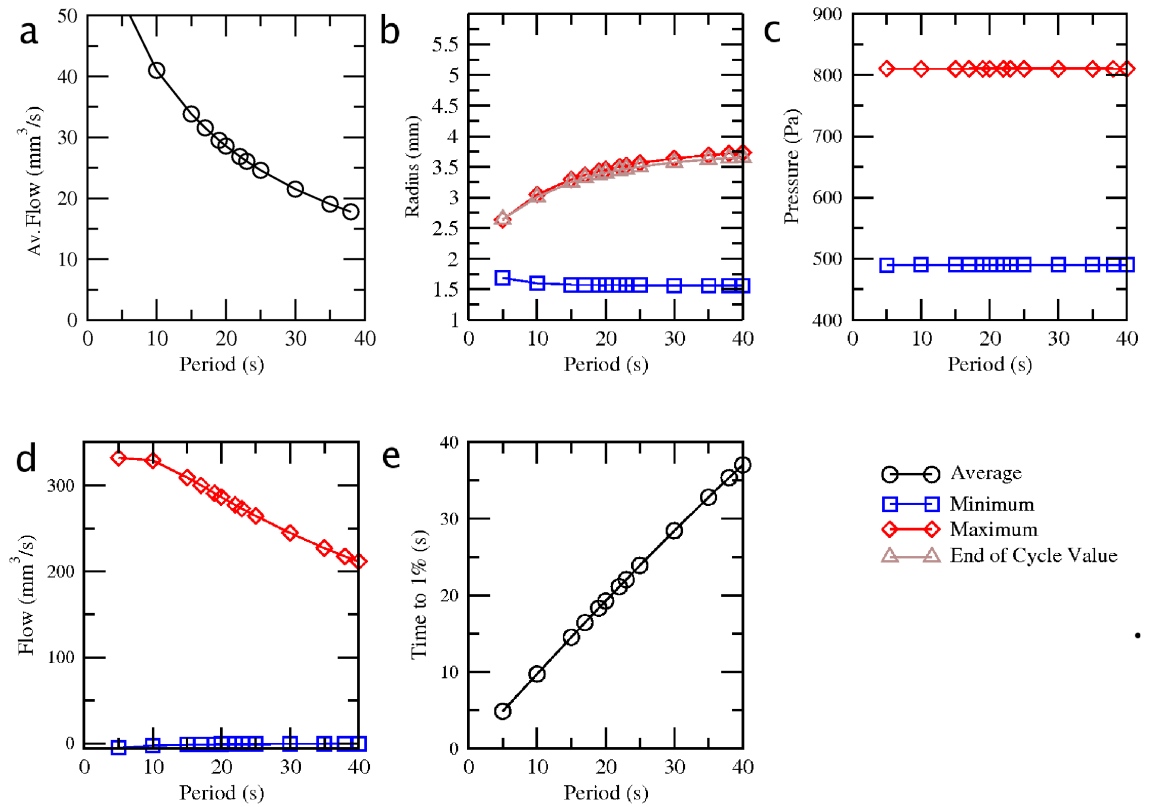 a
50
40
30
20
10
0
Av. Flow (mm³/s)
0 10 20 30 40
Period (s)
b
5.5
5
4.5
4
3.5
3
2.5
2
1.5
1
Radius (mm)
0 10 20 30 40
Period (s)
c
900
800
700
600
500
400
Pressure (Pa)
0 10 20 30 40
Period (s)
d
300
200
100
0
Flow (mm³/s)
0 10 20 30 40
Period (s)
e
40
30
20
10
0
Time to 1% (s)
0 10 20 30 40
Period (s)
Average
Minimum
Maximum
End of Cycle Value